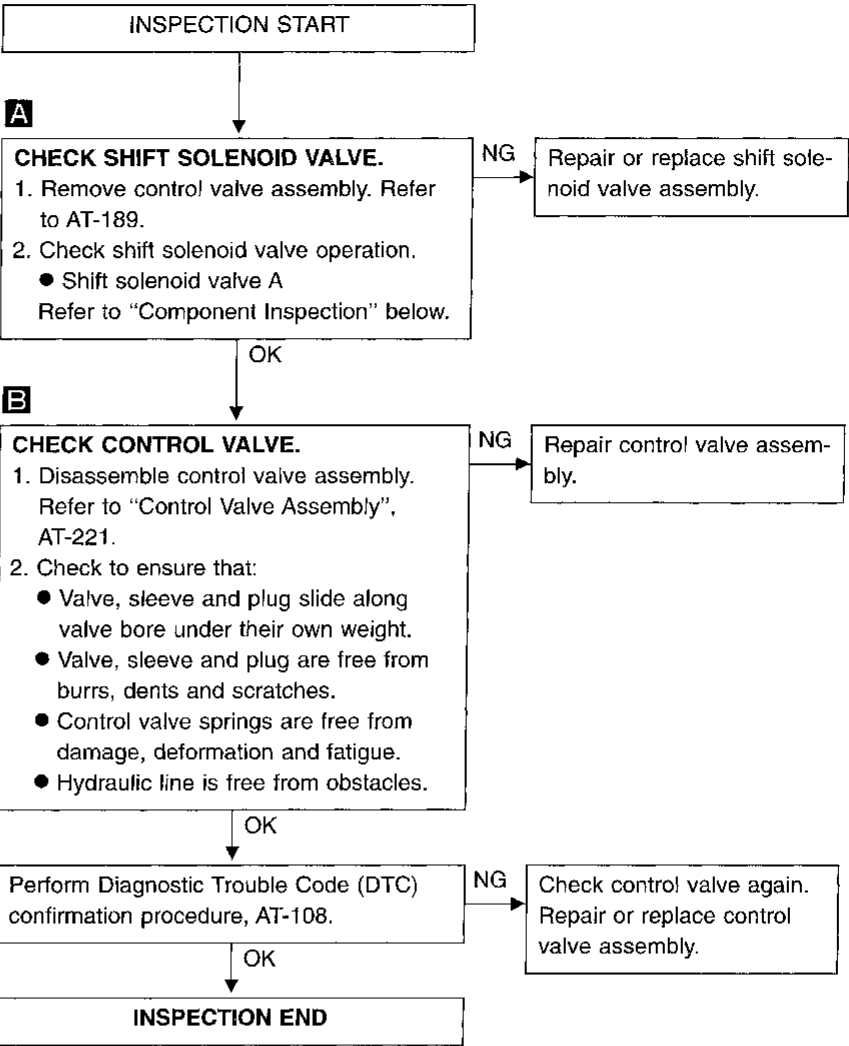 INSPECTION START
A
CHECK SHIFT SOLENOID VALVE.
1. Remove control valve assembly. Refer
to AT-189.
2. Check shift solenoid valve operation.
● Shift solenoid valve A
Refer to “Component Inspection” below.
NG
Repair or replace shift sole-
noid valve assembly.
OK
B
CHECK CONTROL VALVE.
1. Disassemble control valve assembly.
Refer to “Control Valve Assembly”,
AT-221.
2. Check to ensure that:
● Valve, sleeve and plug slide along
valve bore under their own weight.
● Valve, sleeve and plug are free from
burrs, dents and scratches.
● Control valve springs are free from
damage, deformation and fatigue.
● Hydraulic line is free from obstacles.
NG
Repair control valve assem-
bly.
OK
Perform Diagnostic Trouble Code (DTC)
confirmation procedure, AT-108.
NG
Check control valve again.
Repair or replace control
valve assembly.
OK
INSPECTION END